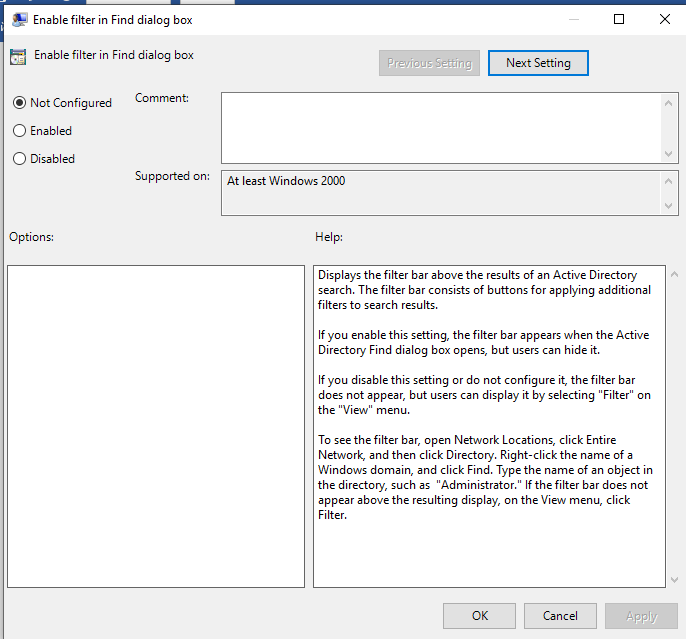 Enable filter in Find dialog box
Enable filter in Find dialog box
Previous Setting
Next Setting
Not Configured
Enabled
Disabled
Comment:
Supported on:
At least Windows 2000
Options:
Help:
Displays the filter bar above the results of an Active Directory
search. The filter bar consists of buttons for applying additional
filters to search results.
If you enable this setting, the filter bar appears when the Active
Directory Find dialog box opens, but users can hide it.
If you disable this setting or do not configure it, the filter bar
does not appear, but users can display it by selecting "Filter" on
the "View" menu.
To see the filter bar, open Network Locations, click Entire
Network, and then click Directory. Right-click the name of a
Windows domain, and click Find. Type the name of an object in
the directory, such as  "Administrator." If the filter bar does not
appear above the resulting display, on the View menu, click
Filter.
OK
Cancel
Apply